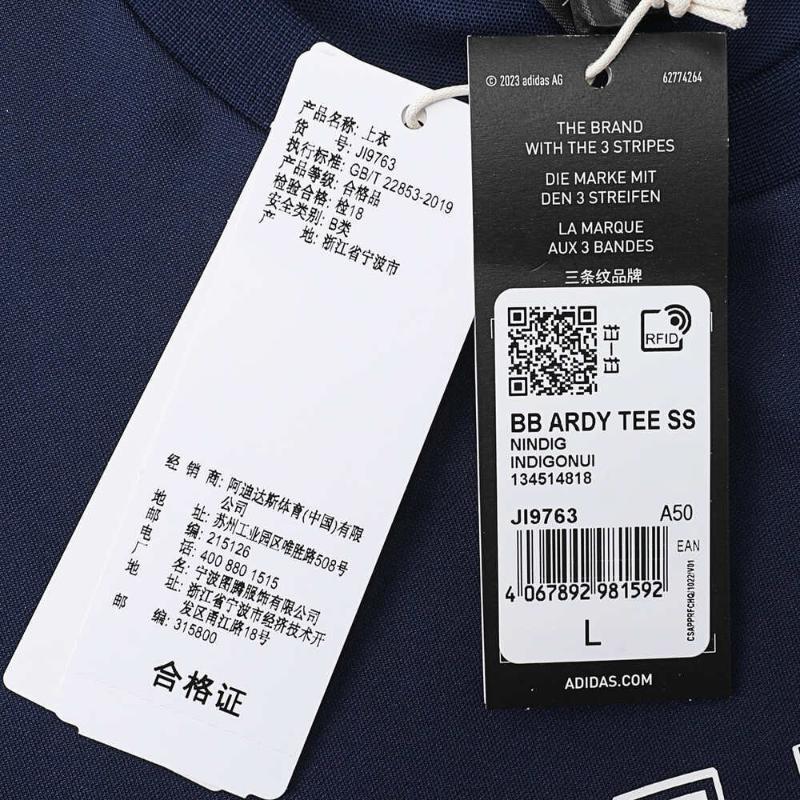 产品名称: 上衣
货 号: JI9763
执行标准: GB/T 22853-2019
产品等级: 合格品
检验合格: 检18
安全类别: B类
产 地: 浙江省宁波市
经 销 商: 阿迪达斯体育(中国)有限
公司
地 址: 苏州工业园区唯胜路508号
邮 编: 215126
电 话: 400 880 1515
厂 名: 宁波图腾服饰有限公司
地 址: 浙江省宁波市经济技术开
发区甬江路18号
邮 编: 315800
合格证
© 2023 adidas AG 62774264
THE BRAND
WITH THE 3 STRIPES
DIE MARKE MIT
DEN 3 STREIFEN
LA MARQUE
AUX 3 BANDES
三条纹品牌
RFID
BB ARDY TEE SS
NINDIG
INDIGONUI
134514818
JI9763 A50
EAN
4 067892 981592
CSAPPRFCHQ/1022/V01
L
ADIDAS.COM